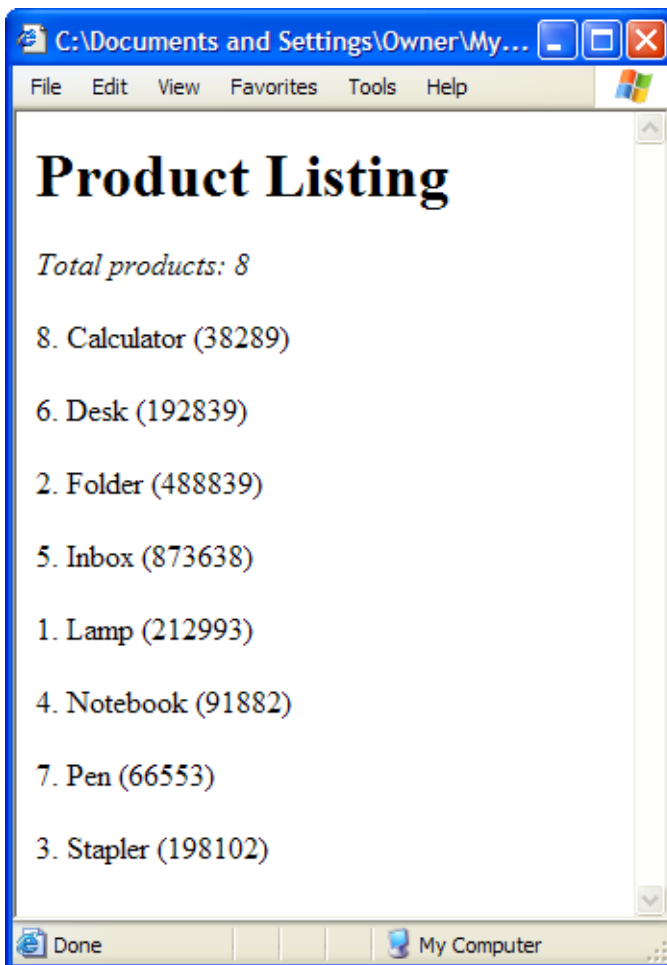 C:\Documents and Settings\Owner\My...
File Edit View Favorites Tools Help
Product Listing
Total products: 8
8. Calculator (38289)
6. Desk (192839)
2. Folder (488839)
5. Inbox (873638)
1. Lamp (212993)
4. Notebook (91882)
7. Pen (66553)
3. Stapler (198102)
Done My Computer